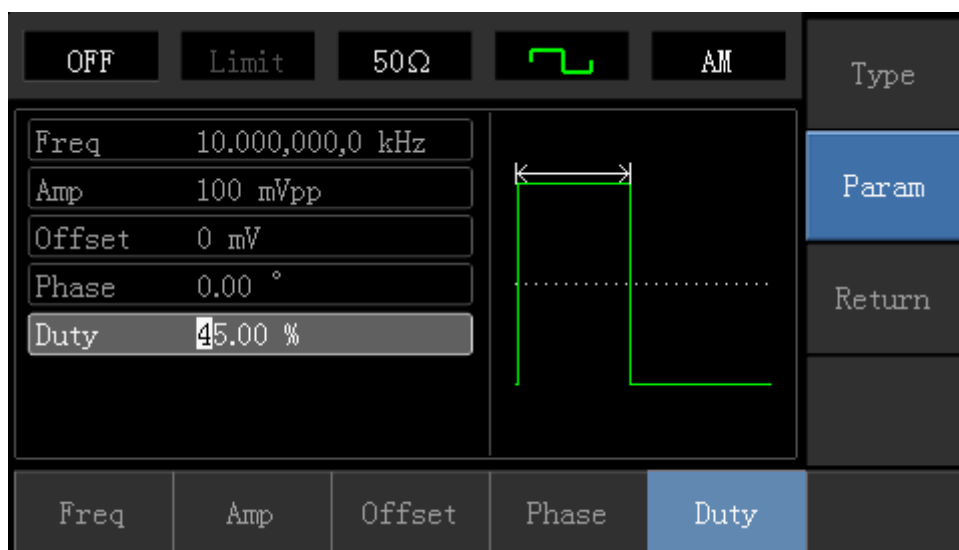 OFF Limit 50Ω AM
Type
Freq 10.000,000,0 kHz
Amp 100 mVpp
Param
Offset 0 mV
Phase 0.00 °
Return
Duty 45.00 %
Freq Amp Offset Phase Duty